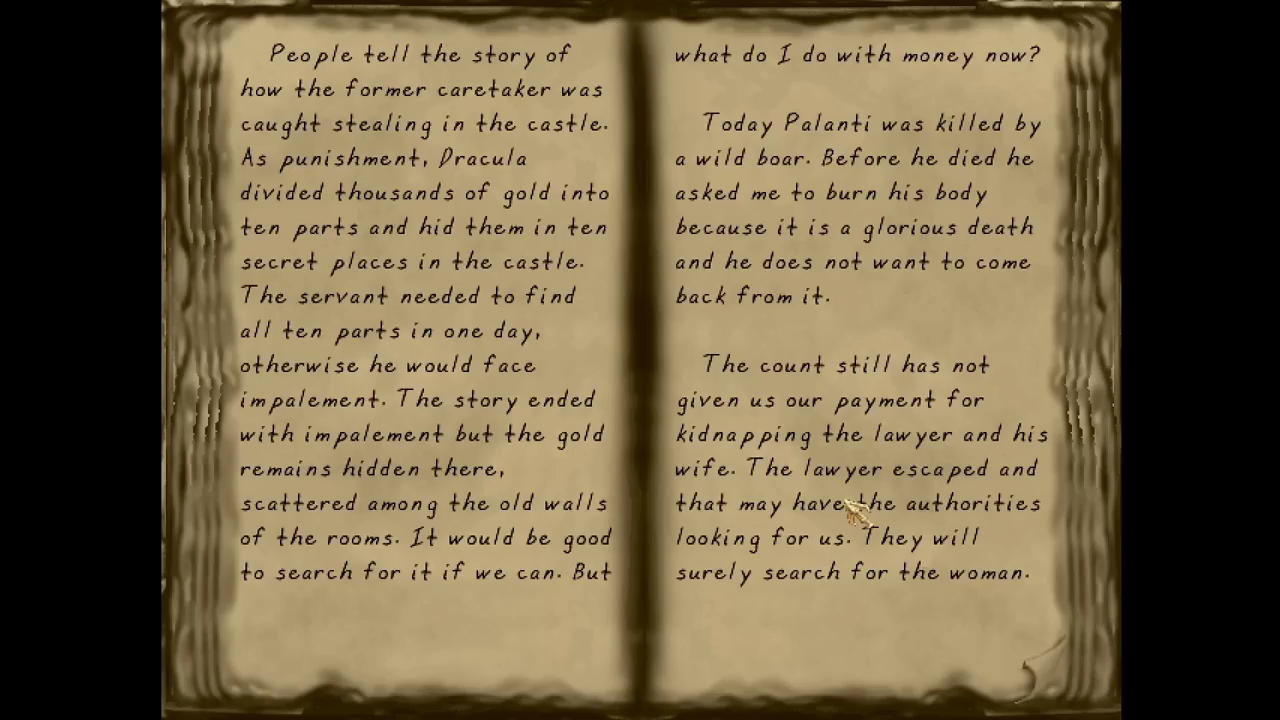 People tell the story of
how the former caretaker was
caught stealing in the castle.
As punishment, Dracula
divided thousands of gold into
ten parts and hid them in ten
secret places in the castle.
The servant needed to find
all ten parts in one day,
otherwise he would face
impalement. The story ended
with impalement but the gold
remains hidden there,
scattered among the old walls
of the rooms. It would be good
to search for it if we can. But
what do I do with money now?
Today Palanti was killed by
a wild boar. Before he died he
asked me to burn his body
because it is a glorious death
and he does not want to come
back from it.
The count still has not
given us our payment for
kidnapping the lawyer and his
wife. The lawyer escaped and
that may have the authorities
looking for us. They will
surely search for the woman.